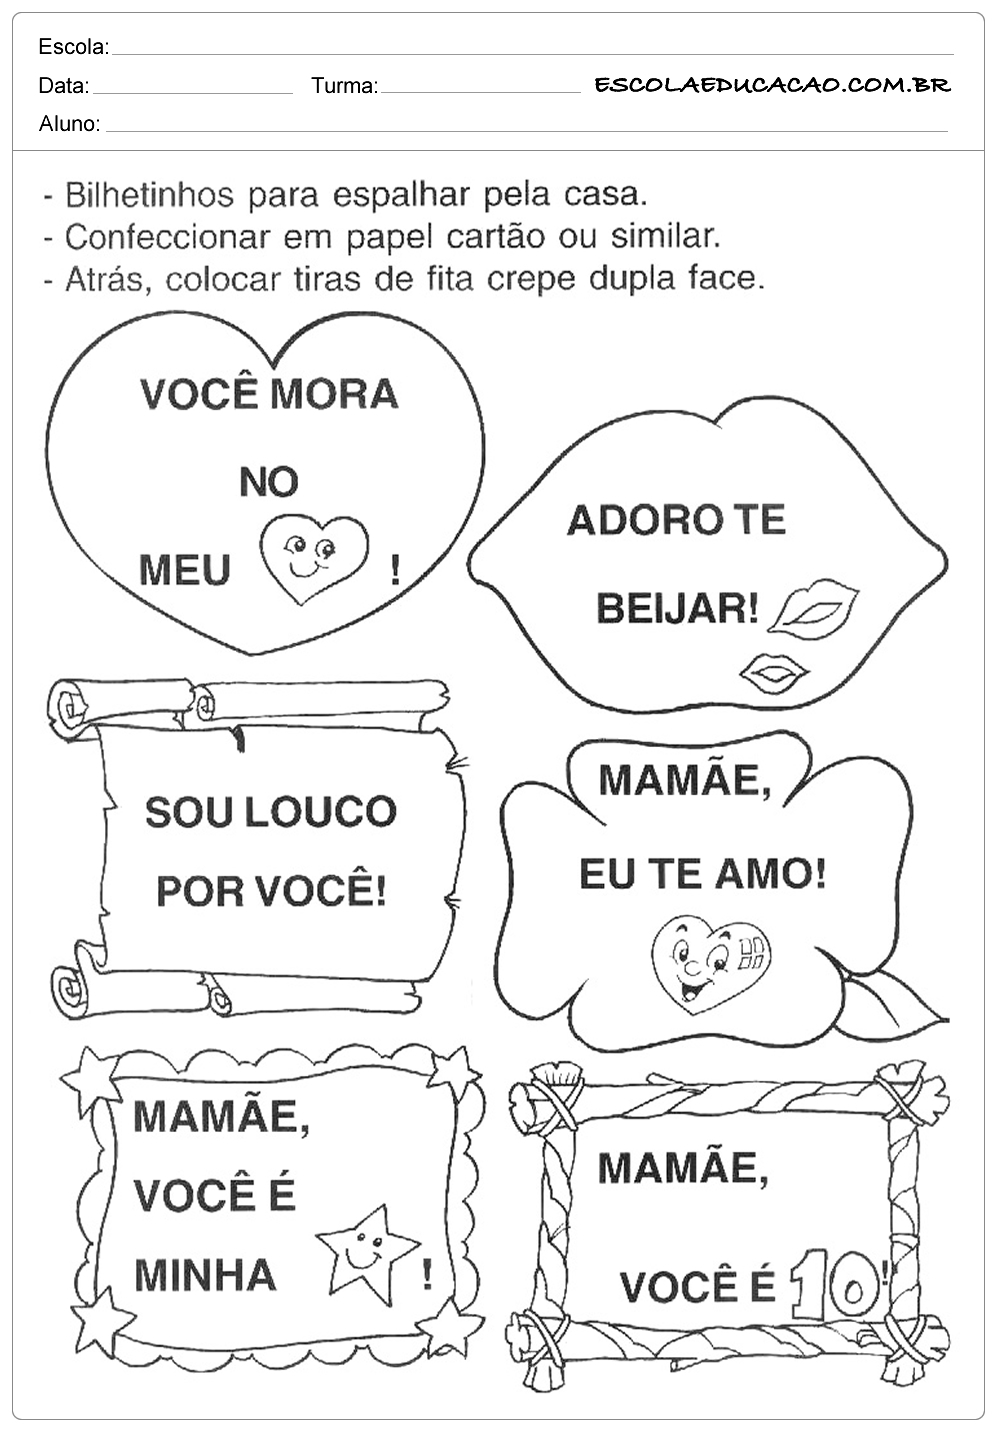 Escola:
Data: Turma: ESCOLAEDUCACAO.COM.BR
Aluno:
- Bilhetinhos para espalhar pela casa.
- Confeccionar em papel cartão ou similar.
- Atrás, colocar tiras de fita crepe dupla face.
VOCÊ MORA
NO
MEU !
ADORO TE
BEIJAR!
SOU LOUCO
POR VOCÊ!
MAMÃE,
EU TE AMO!
MAMÃE,
VOCÊ É
MINHA !
MAMÃE,
VOCÊ É 10!